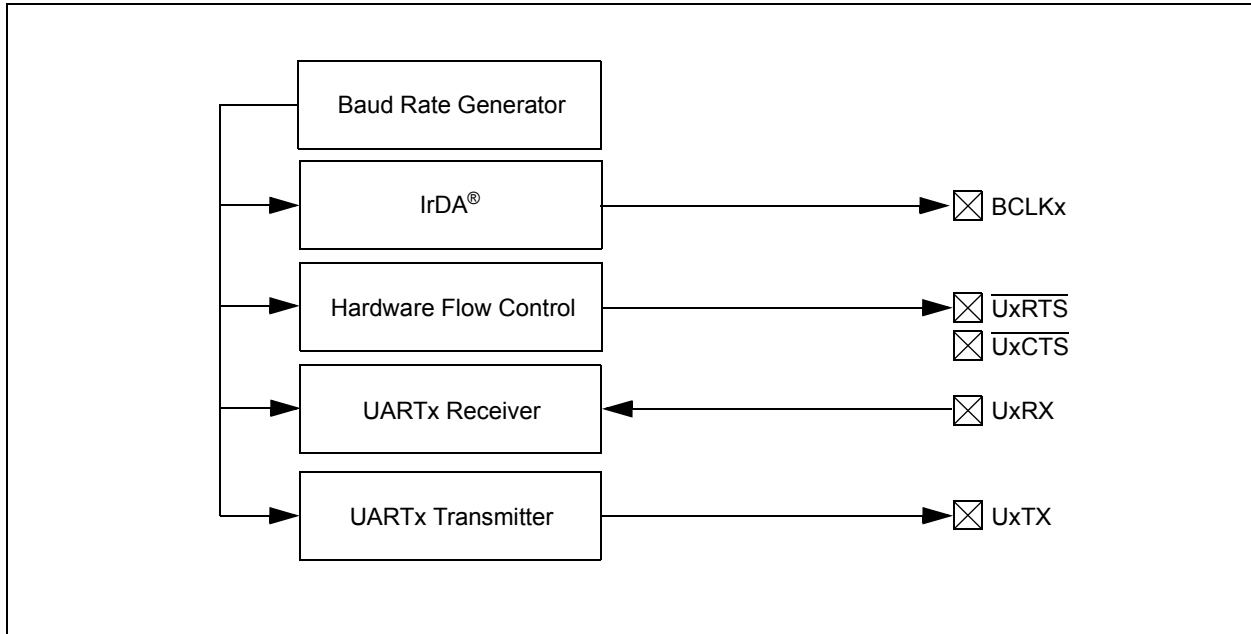 Baud Rate Generator
IrDA®
BCLKx
Hardware Flow Control
UxRTS
UxCTS
UARTx Receiver
UxRX
UARTx Transmitter
UxTX